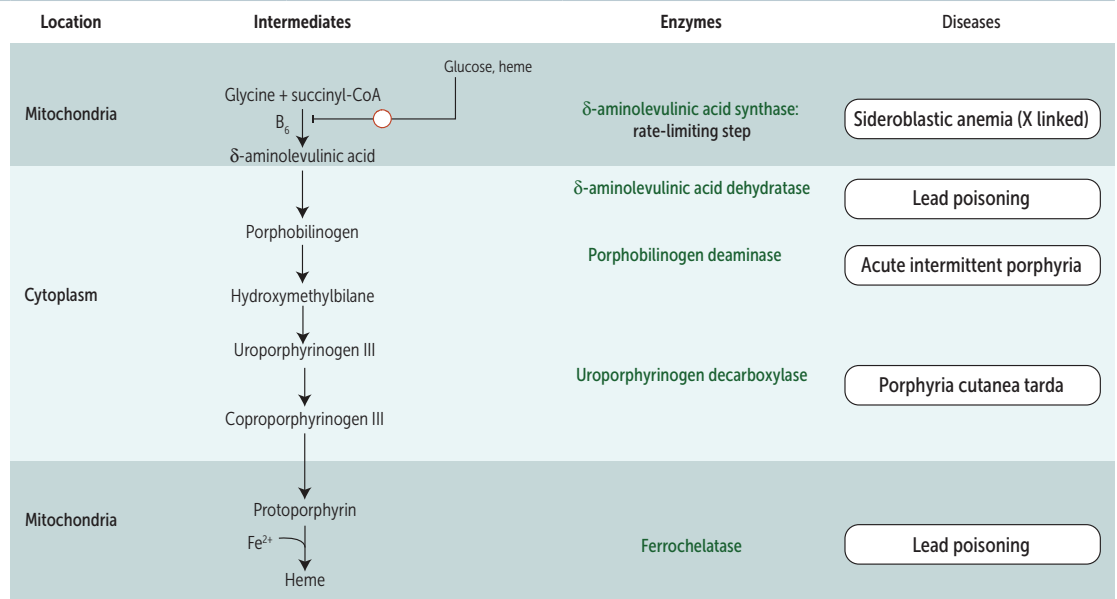 Location Intermediates Enzymes Diseases
Glucose, heme
Glycine + succinyl-CoA
Mitochondria
B₆
δ-aminolevulinic acid synthase:
rate-limiting step
Sideroblastic anemia (X linked)
δ-aminolevulinic acid
δ-aminolevulinic acid dehydratase
Lead poisoning
Porphobilinogen
Porphobilinogen deaminase
Acute intermittent porphyria
Cytoplasm
Hydroxymethylbilane
Uroporphyrinogen III
Uroporphyrinogen decarboxylase
Porphyria cutanea tarda
Coproporphyrinogen III
Mitochondria
Protoporphyrin
Fe²⁺
Ferrochelatase
Lead poisoning
Heme